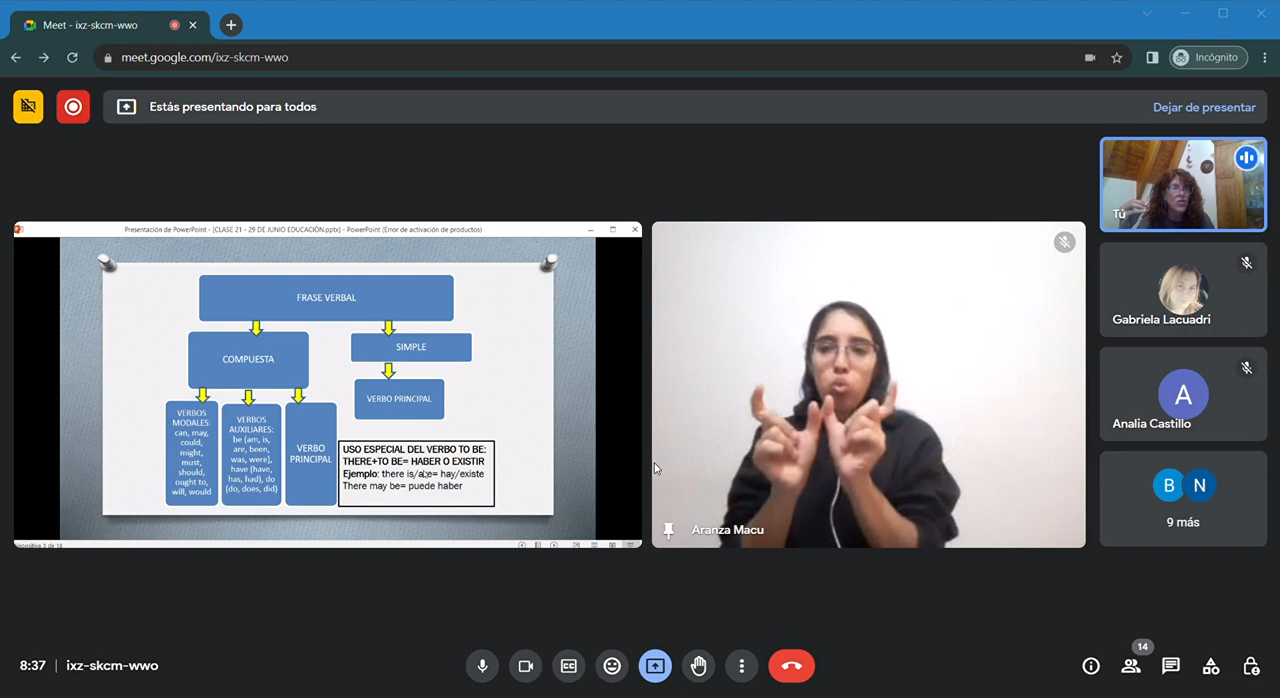 Meet - ixz-skcm-wwo
meet.google.com/ixz-skcm-wwo
Incógnito
Estás presentando para todos
Dejar de presentar
Presentación de PowerPoint - [CLASE 21 - 29 DE JUNIO EDUCACIÓN.pptx] - PowerPoint (Error de activación de productos)
FRASE VERBAL
COMPUESTA
SIMPLE
VERBO PRINCIPAL
VERBOS
MODALES:
can, may,
could,
might,
must,
should,
ought to,
will, would
VERBOS
AUXILIARES:
be (am, is,
are, been,
was, were),
have (have,
has, had), do
(do, does, did)
VERBO
PRINCIPAL
USO ESPECIAL DEL VERBO TO BE:
THERE+TO BE= HABER O EXISTIR
Ejemplo: there is/are= hay/existe
There may be= puede haber
Aranza Macu
Tú
Gabriela Lacuadri
A
Analia Castillo
B N
9 más
8:37 | ixz-skcm-wwo
14